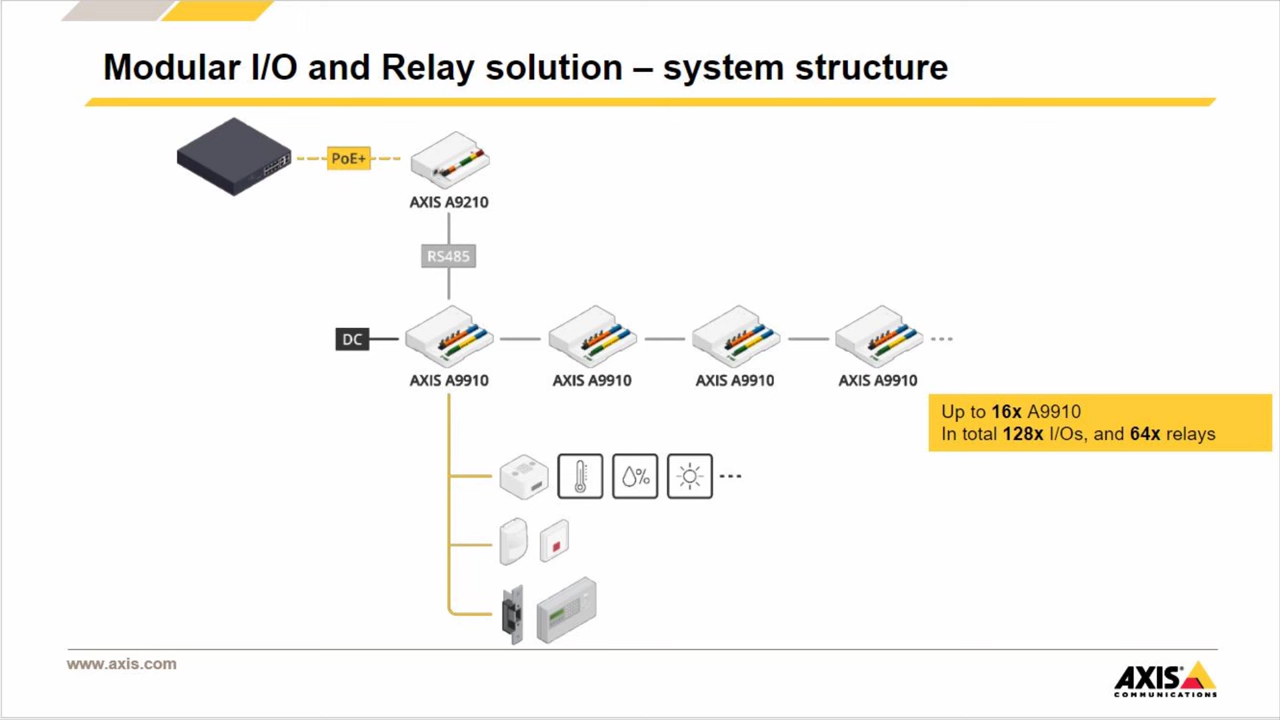 Modular I/O and Relay solution – system structure
PoE+
AXIS A9210
RS485
DC
AXIS A9910
AXIS A9910
AXIS A9910
AXIS A9910
Up to 16x A9910
In total 128x I/Os, and 64x relays
%
www.axis.com
AXIS
COMMUNICATIONS